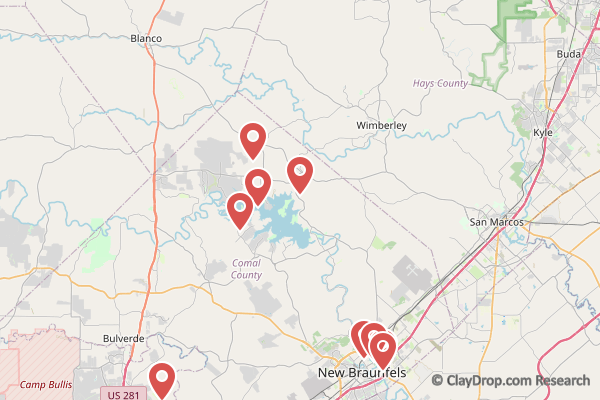 Blanco
Buda
Hays County
Wimberley
Kyle
San Marcos
Comal
County
Bulverde
New Braunfels
Camp Bullis
US 281
© ClayDrop.com Research